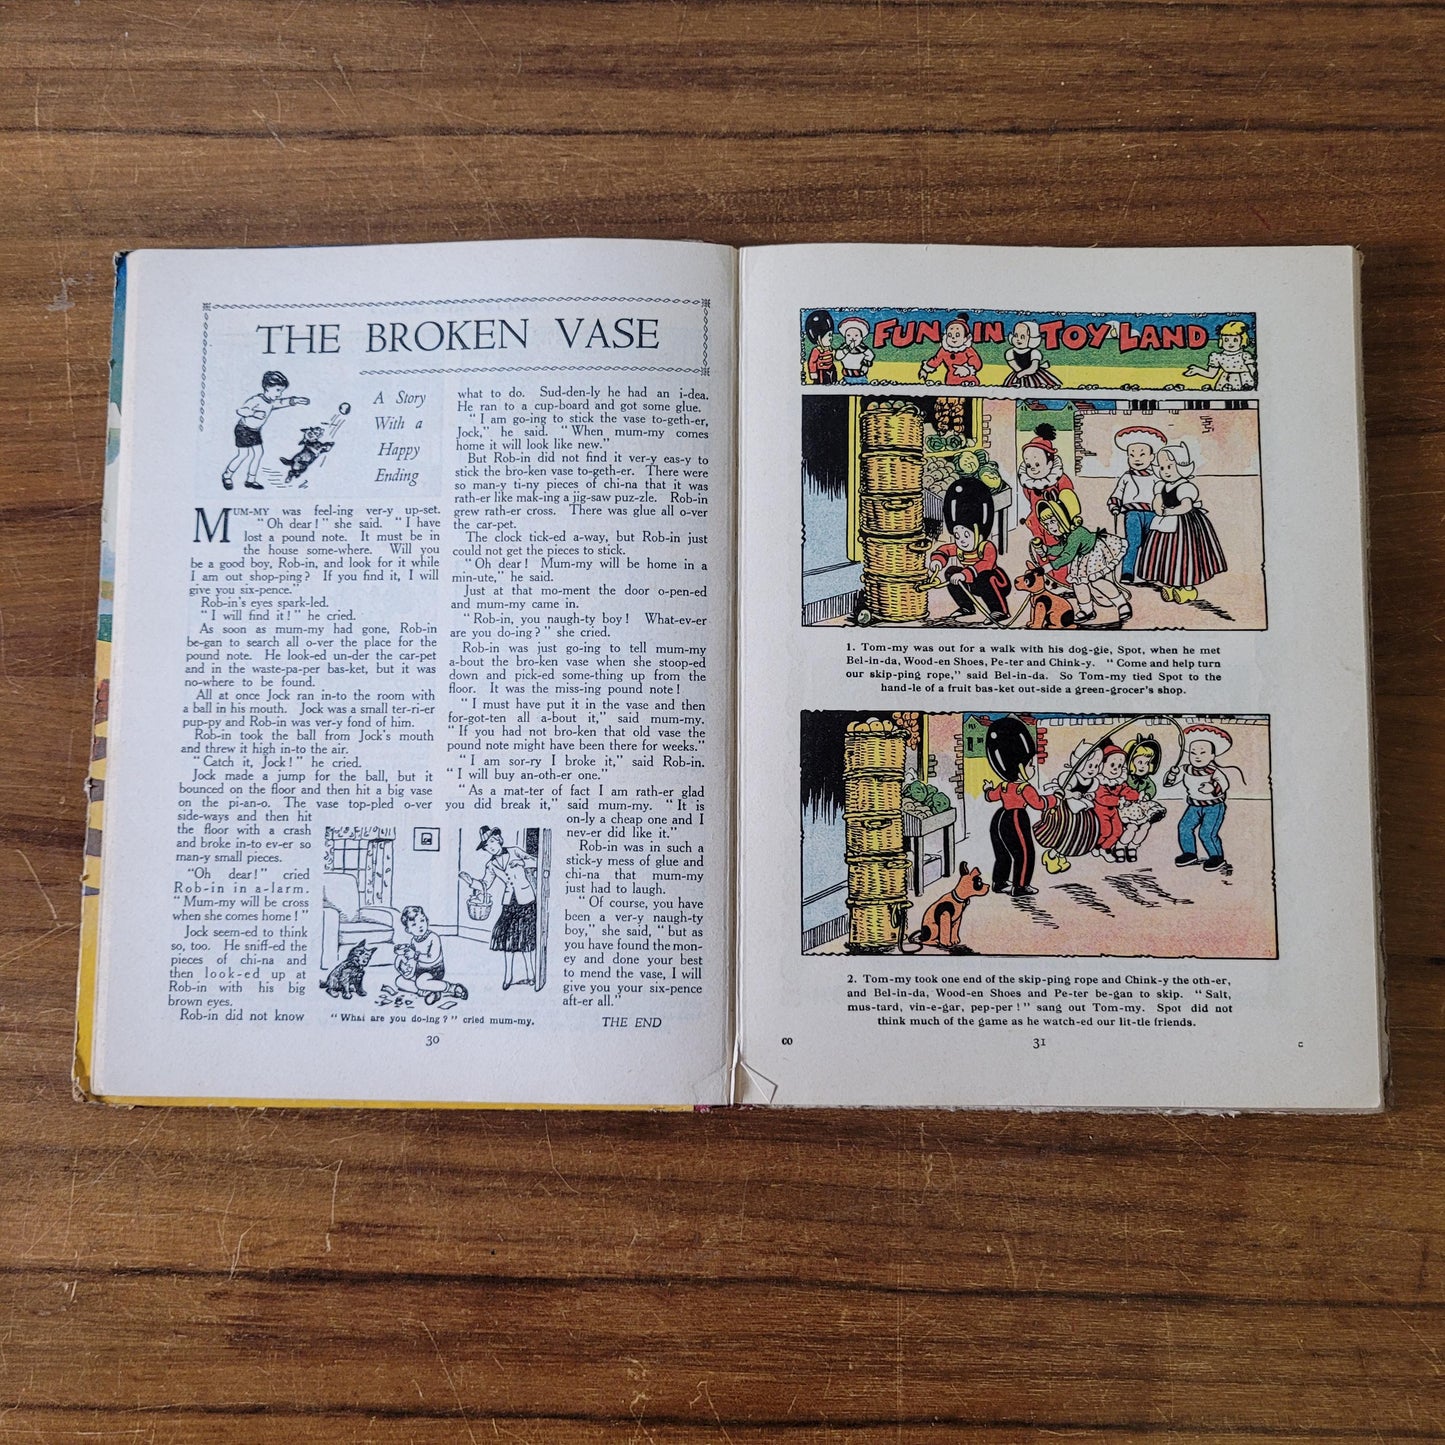 THE BROKEN VASE
A Story
With a
Happy
Ending
MUM-MY was feel-ing ver-y up-set.
"Oh dear!" she said. "I have
lost a pound note. It must be in
the house some-where. Will you
be a good boy, Rob-in, and look for it while
I am out shop-ping? If you find it, I will
give you six-pence."
Rob-in's eyes spark-led.
"I will find it!" he cried.
As soon as mum-my had gone, Rob-in
be-gan to search all o-ver the place for the
pound note. He look-ed un-der the car-pet
and in the waste-pa-per bas-ket, but it was
no-where to be found.
All at once Jock ran in-to the room with
a ball in his mouth. Jock was a small ter-ri-er
pup-py and Rob-in was ver-y fond of him.
Rob-in took the ball from Jock's mouth
and threw it high in-to the air.
"Catch it, Jock!" he cried.
Jock made a jump for the ball, but it
bounced on the floor and then hit a big vase
on the pi-an-o. The vase top-pled o-ver
side-ways and then hit
the floor with a crash
and broke in-to ev-er so
man-y small pieces.
"Oh dear!" cried
Rob-in in a-larm.
"Mum-my will be cross
when she comes home!"
Jock seem-ed to think
so, too. He sniff-ed the
pieces of chi-na and
then look-ed up at
Rob-in with his big
brown eyes.
Rob-in did not know
what to do. Sud-den-ly he had an i-dea.
He ran to a cup-board and got some glue.
"I am go-ing to stick the vase to-geth-er,
Jock," he said. "When mum-my comes
home it will look like new."
But Rob-in did not find it ver-y eas-y to
stick the bro-ken vase to-geth-er. There were
so man-y ti-ny pieces of chi-na that it was
rath-er like mak-ing a jig-saw puz-zle. Rob-in
grew rath-er cross. There was glue all o-ver
the car-pet.
The clock tick-ed a-way, but Rob-in just
could not get the pieces to stick.
"Oh dear! Mum-my will be home in a
min-ute," he said.
Just at that mo-ment the door o-pen-ed
and mum-my came in.
"Rob-in, you naugh-ty boy! What-ev-er
are you do-ing?" she cried.
Rob-in was just go-ing to tell mum-my
a-bout the bro-ken vase when she stoop-ed
down and pick-ed some-thing up from the
floor. It was the miss-ing pound note!
"I must have put it in the vase and then
for-got-ten all a-bout it," said mum-my.
"If you had not bro-ken that old vase the
pound note might have been there for weeks."
"I am sor-ry I broke it," said Rob-in.
"I will buy an-oth-er one."
"As a mat-ter of fact I am rath-er glad
you did break it," said mum-my. "It is
on-ly a cheap one and I
nev-er did like it."
Rob-in was in such a
stick-y mess of glue and
chi-na that mum-my
just had to laugh.
"Of course, you have
been a ver-y naugh-ty
boy," she said, "but as
you have found the mon-
ey and done your best
to mend the vase, I will
give you your six-pence
aft-er all."
THE END
"What are you do-ing?" cried mum-my.
30
FUN IN TOY LAND
1. Tom-my was out for a walk with his dog-gie, Spot, when he met
Bel-in-da, Wood-en Shoes, Pe-ter and Chink-y. "Come and help turn
our skip-ping rope," said Bel-in-da. So Tom-my tied Spot to the
hand-le of a fruit bas-ket out-side a green-grocer's shop.
2. Tom-my took one end of the skip-ping rope and Chink-y the oth-er,
and Bel-in-da, Wood-en Shoes and Pe-ter be-gan to skip. "Salt,
mus-tard, vin-e-gar, pep-per!" sang out Tom-my. Spot did not
think much of the game as he watch-ed our lit-tle friends.
CO
31
C